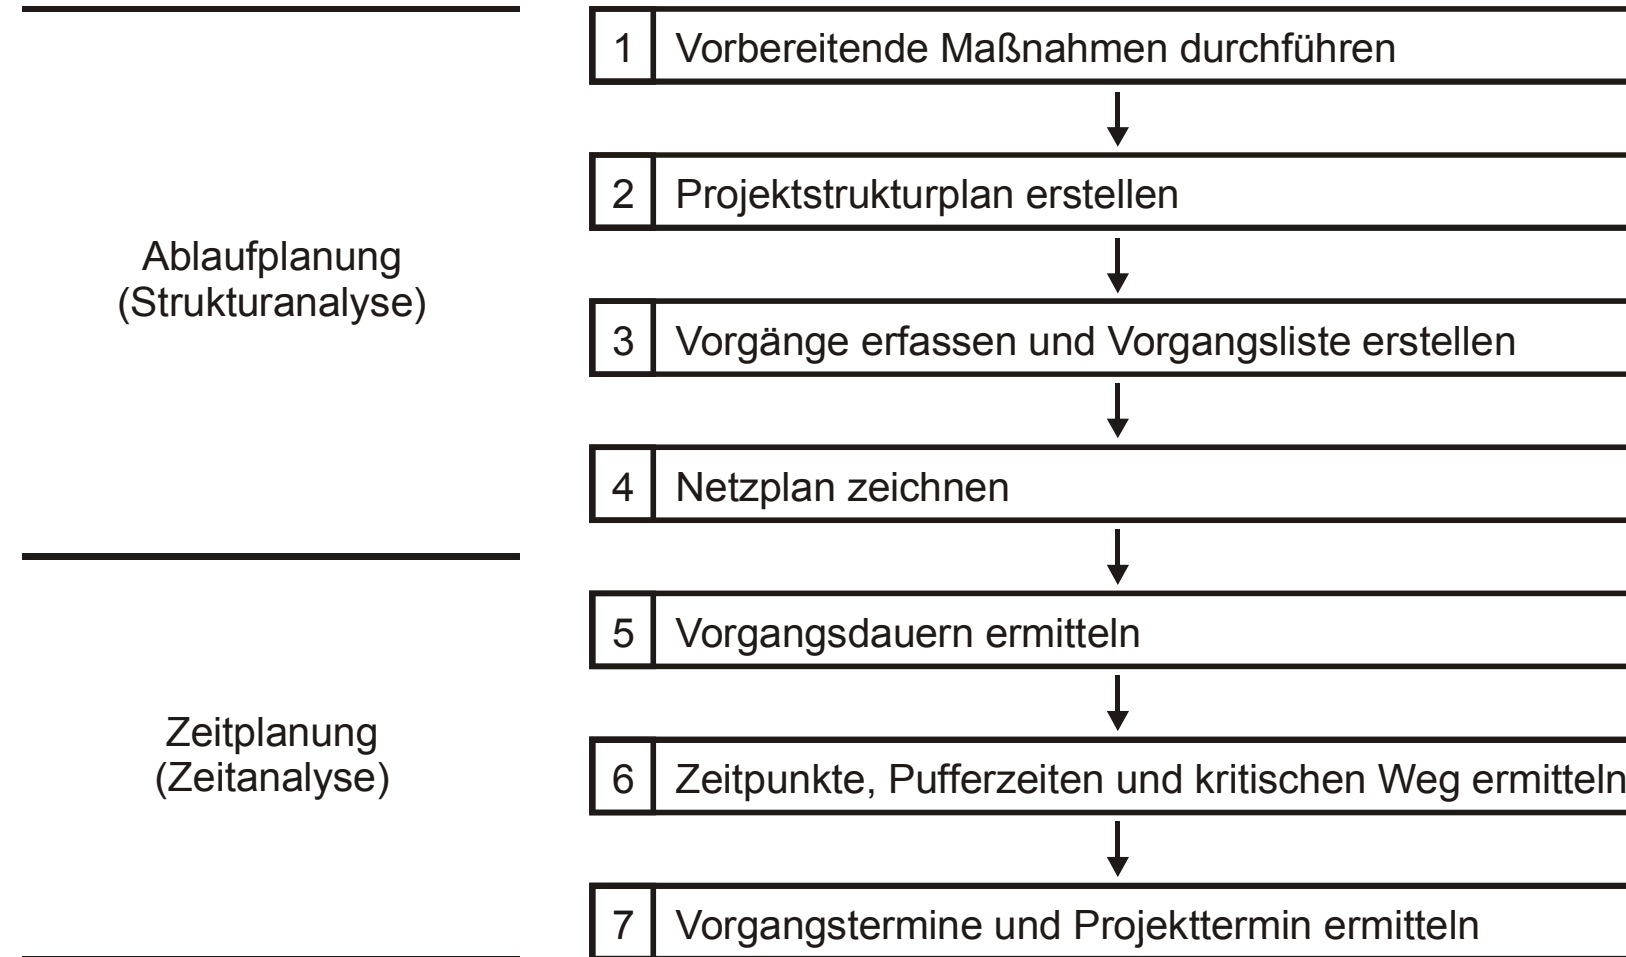 1 Vorbereitende Maßnahmen durchführen
2 Projektstrukturplan erstellen
Ablaufplanung
(Strukturanalyse)
3 Vorgänge erfassen und Vorgangsliste erstellen
4 Netzplan zeichnen
5 Vorgangsdauern ermitteln
Zeitplanung
(Zeitanalyse)
6 Zeitpunkte, Pufferzeiten und kritischen Weg ermitteln
7 Vorgangstermine und Projekttermin ermitteln